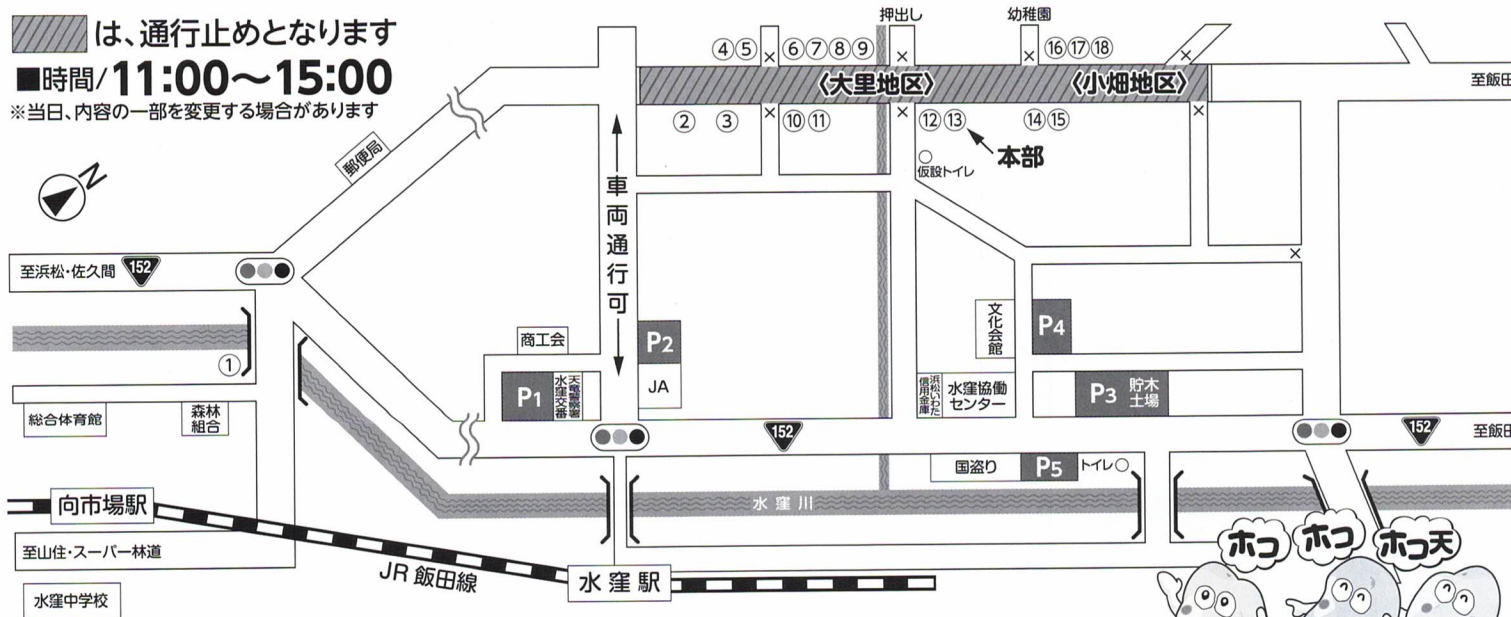 は、通行止めとなります
■時間/11:00～15:00
※当日、内容の一部を変更する場合があります
押出し
幼稚園
④⑤
⑥⑦⑧⑨
⑯⑰⑱
〈大里地区〉
〈小畑地区〉
至飯田
②
③
⑩⑪
⑫⑬
⑭⑮
本部
仮設トイレ
郵便局
N
車両通行可
至浜松・佐久間
152
①
商工会
P1
天竜警察署
水窪交番
P2
JA
文化会館
P4
浜松いわた
信用金庫
水窪協働
センター
P3
貯木
土場
総合体育館
森林
組合
152
152
至飯田
国盗り
P5
トイレ
水窪川
向市場駅
至山住・スーパー林道
JR飯田線
水窪駅
水窪中学校
ホコ
ホコ
ホコ天